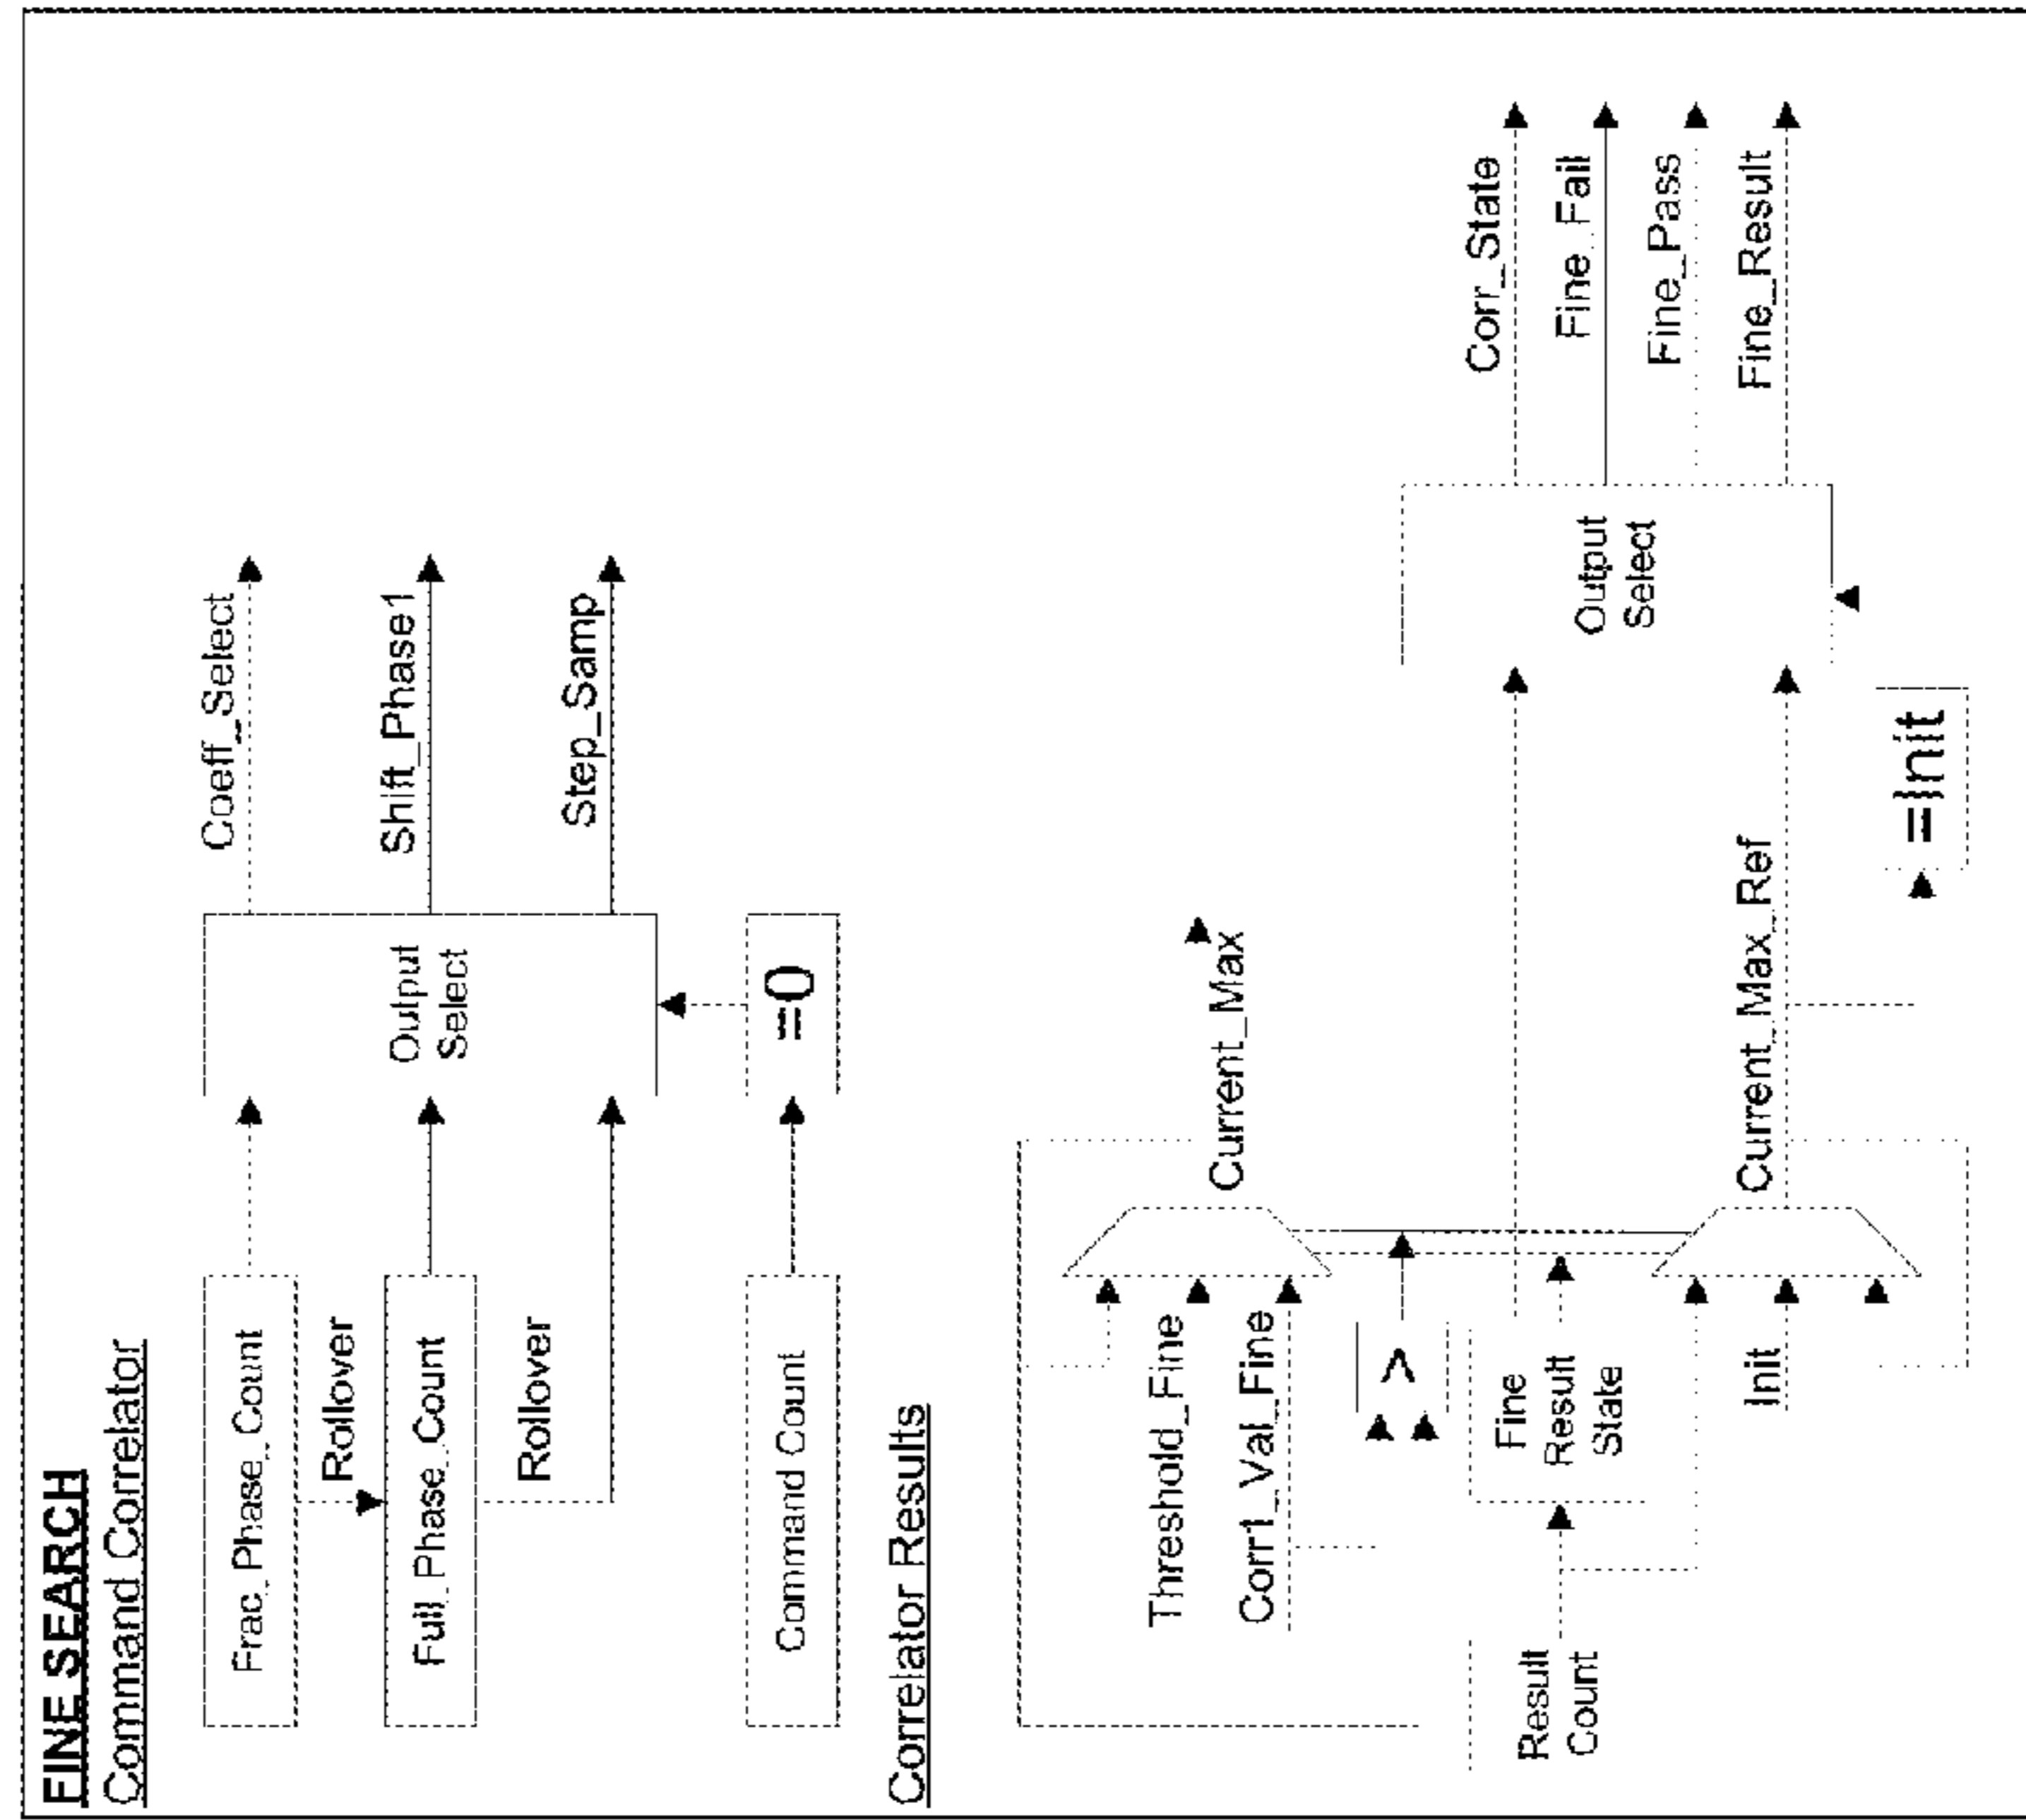 FINE SEARCH
Command Correlator
Frac_Phase_Count
Rollover
Full_Phase_Count
Rollover
Command Count
Output
Select
=0
Coeff_Select
Shift_Phase1
Step_Samp
Correlator Results
Result
Count
Threshold_Fine
Corr1_Val_Fine
>
Fine
Result
State
Init
Current_Max
Current_Max_Ref
=Init
Output
Select
Corr_State
Fine_Fail
Fine_Pass
Fine_Result